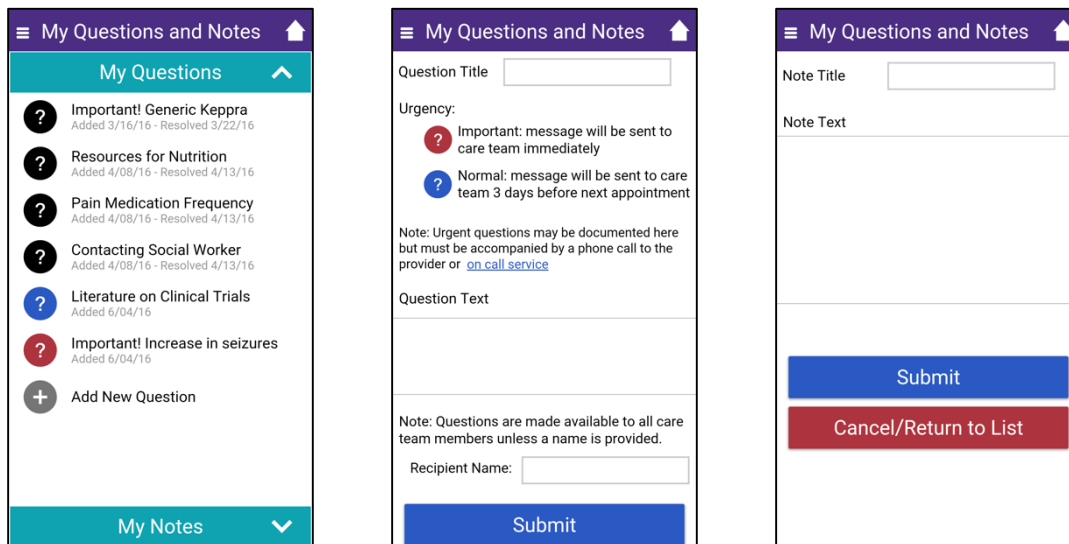 My Questions and Notes
My Questions
? Important! Generic Keppra
Added 3/16/16 - Resolved 3/22/16
? Resources for Nutrition
Added 4/08/16 - Resolved 4/13/16
? Pain Medication Frequency
Added 4/08/16 - Resolved 4/13/16
? Contacting Social Worker
Added 4/08/16 - Resolved 4/13/16
? Literature on Clinical Trials
Added 6/04/16
? Important! Increase in seizures
Added 6/04/16
+ Add New Question
My Notes
My Questions and Notes
Question Title
Urgency:
? Important: message will be sent to
care team immediately
? Normal: message will be sent to care
team 3 days before next appointment
Note: Urgent questions may be documented here
but must be accompanied by a phone call to the
provider or on call service
Question Text
Note: Questions are made available to all care
team members unless a name is provided.
Recipient Name:
Submit
My Questions and Notes
Note Title
Note Text
Submit
Cancel/Return to List